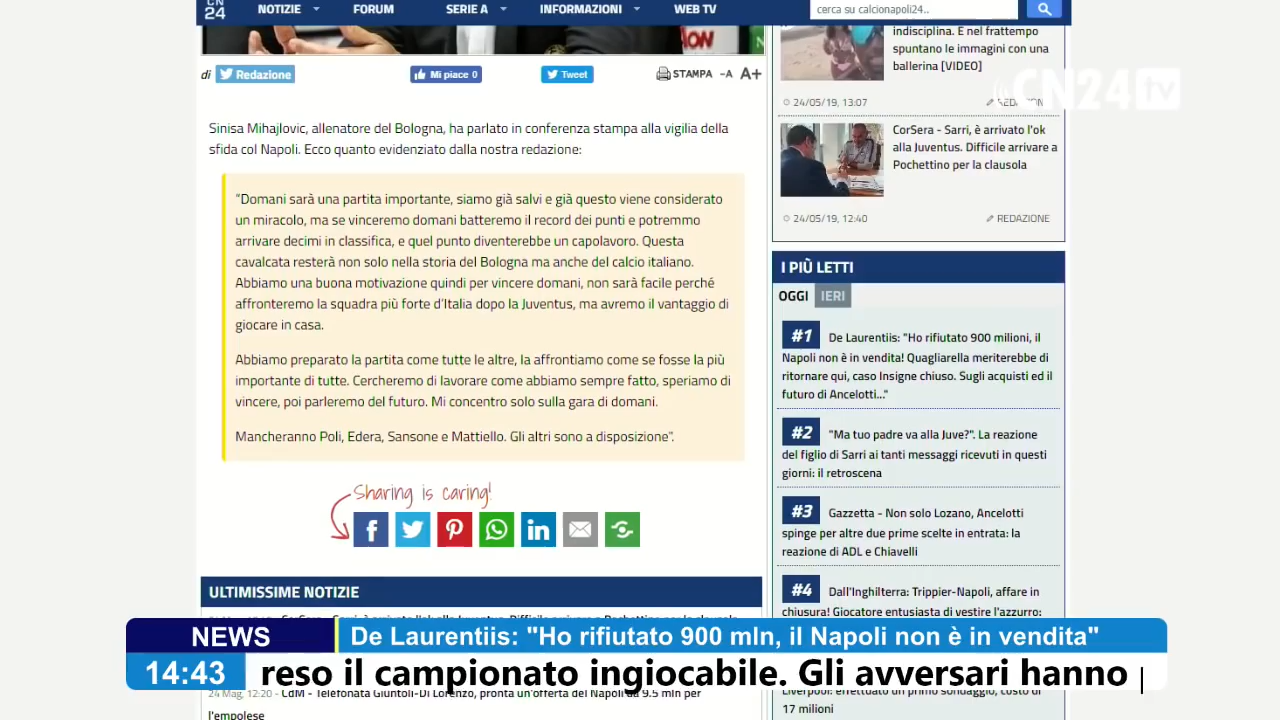 CN
24
NOTIZIE
FORUM
SERIE A
INFORMAZIONI
WEB TV
cerca su calcionapoli24..
di
Redazione
Mi piace 0
Tweet
STAMPA -A A+
Sinisa Mihajlovic, allenatore del Bologna, ha parlato in conferenza stampa alla vigilia della
sfida col Napoli. Ecco quanto evidenziato dalla nostra redazione:
“Domani sarà una partita importante, siamo già salvi e già questo viene considerato
un miracolo, ma se vinceremo domani batteremo il record dei punti e potremmo
arrivare decimi in classifica, e quel punto diventerebbe un capolavoro. Questa
cavalcata resterà non solo nella storia del Bologna ma anche del calcio italiano.
Abbiamo una buona motivazione quindi per vincere domani, non sarà facile perché
affronteremo la squadra più forte d’Italia dopo la Juventus, ma avremo il vantaggio di
giocare in casa.
Abbiamo preparato la partita come tutte le altre, la affrontiamo come se fosse la più
importante di tutte. Cercheremo di lavorare come abbiamo sempre fatto, speriamo di
vincere, poi parleremo del futuro. Mi concentro solo sulla gara di domani.
Mancheranno Poli, Edera, Sansone e Mattiello. Gli altri sono a disposizione”.
Sharing is caring!
ULTIMISSIME NOTIZIE
24 Mag, 12:20 - CdM - Telefonata Giuntoli-Di Lorenzo, pronta un'offerta del Napoli da 9.5 mln per
l'empolese
indisciplina. E nel frattempo
spuntano le immagini con una
ballerina [VIDEO]
24/05/19, 13:07
REDAZIONE
CN24 tv
CorSera - Sarri, è arrivato l'ok
alla Juventus. Difficile arrivare a
Pochettino per la clausola
24/05/19, 12:40
REDAZIONE
I PIÙ LETTI
OGGI
IERI
#1 De Laurentiis: "Ho rifiutato 900 milioni, il
Napoli non è in vendita! Quagliarella meriterebbe di
ritornare qui, caso Insigne chiuso. Sugli acquisti ed il
futuro di Ancelotti..."
#2 "Ma tuo padre va alla Juve?". La reazione
del figlio di Sarri ai tanti messaggi ricevuti in questi
giorni: il retroscena
#3 Gazzetta - Non solo Lozano, Ancelotti
spinge per altre due prime scelte in entrata: la
reazione di ADL e Chiavelli
#4 Dall'Inghilterra: Trippier-Napoli, affare in
chiusura! Giocatore entusiasta di vestire l'azzurro:
Liverpool: effettuato un primo sondaggio, costo di
17 milioni
NEWS
De Laurentiis: "Ho rifiutato 900 mln, il Napoli non è in vendita"
14:43
reso il campionato ingiocabile. Gli avversari hanno